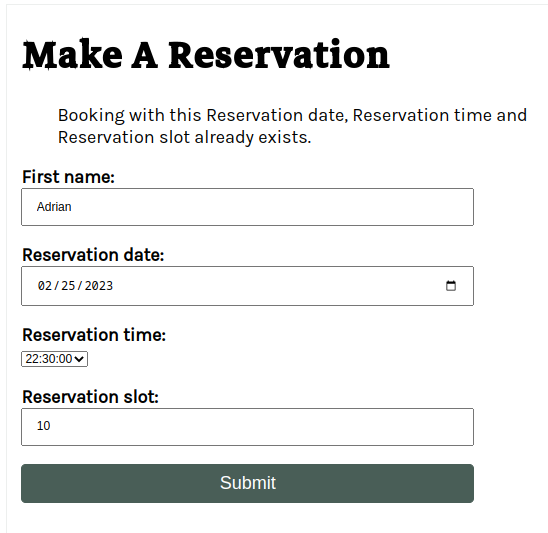 Make A Reservation
Booking with this Reservation date, Reservation time and
Reservation slot already exists.
First name:
Adrian
Reservation date:
02/25/2023
Reservation time:
22:30:00
Reservation slot:
10
Submit